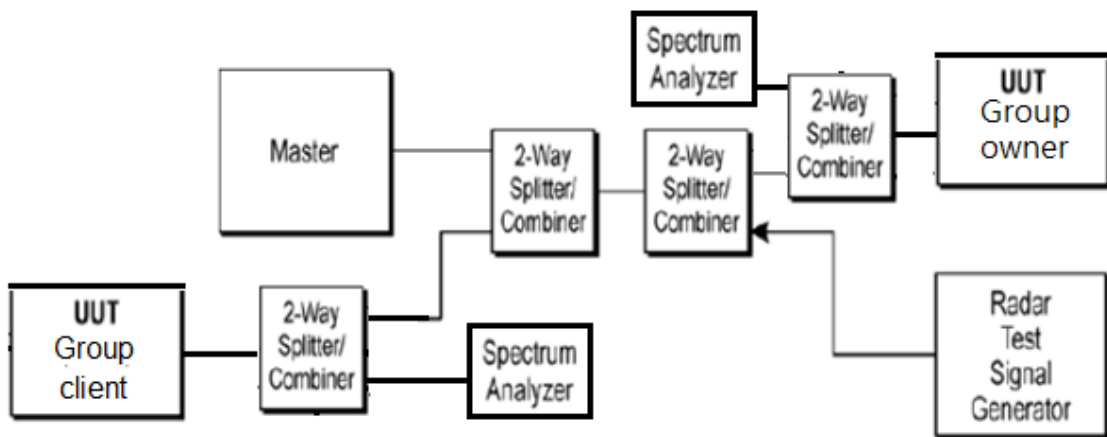 Spectrum
Analyzer
UUT
Group
owner
2-Way
Splitter/
Combiner
Master
2-Way
Splitter/
Combiner
2-Way
Splitter/
Combiner
UUT
Group
client
2-Way
Splitter/
Combiner
Spectrum
Analyzer
Radar
Test
Signal
Generator